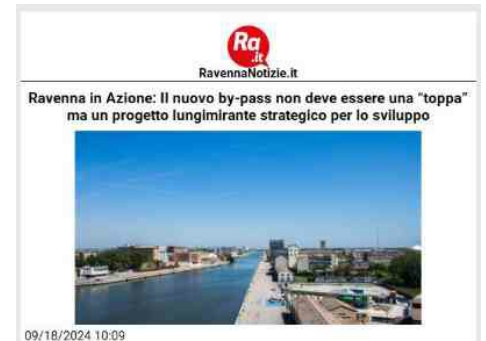 Ra
.it
RavennaNotizie.it
Ravenna in Azione: Il nuovo by-pass non deve essere una "toppa"
ma un progetto lungimirante strategico per lo sviluppo
09/18/2024 10:09